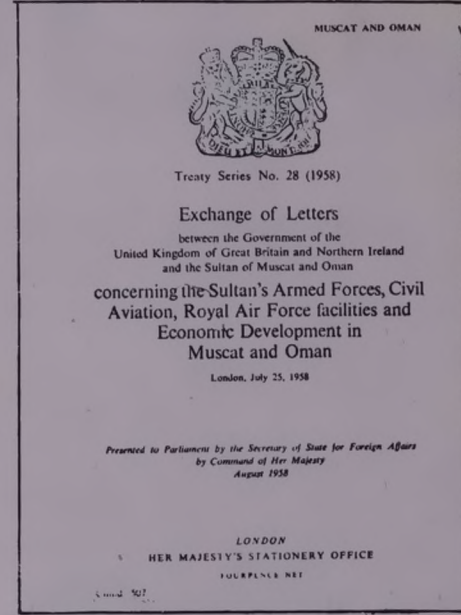 MUSCAT AND OMAN
DIEU ET MON DROIT
Treaty Series No. 28 (1958)
Exchange of Letters
between the Government of the
United Kingdom of Great Britain and Northern Ireland
and the Sultan of Muscat and Oman
concerning the Sultan's Armed Forces, Civil
Aviation, Royal Air Force facilities and
Economic Development in
Muscat and Oman
London, July 25, 1958
Presented to Parliament by the Secretary of State for Foreign Affairs
by Command of Her Majesty
August 1958
LONDON
HER MAJESTY'S STATIONERY OFFICE
FOURPENCE NET
Cmnd. 507